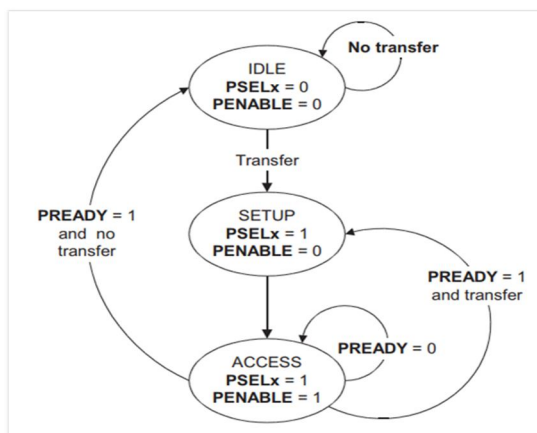 No transfer
IDLE
PSELx = 0
PENABLE = 0
Transfer
SETUP
PSELx = 1
PENABLE = 0
PREADY = 1
and no
transfer
PREADY = 1
and transfer
PREADY = 0
ACCESS
PSELx = 1
PENABLE = 1